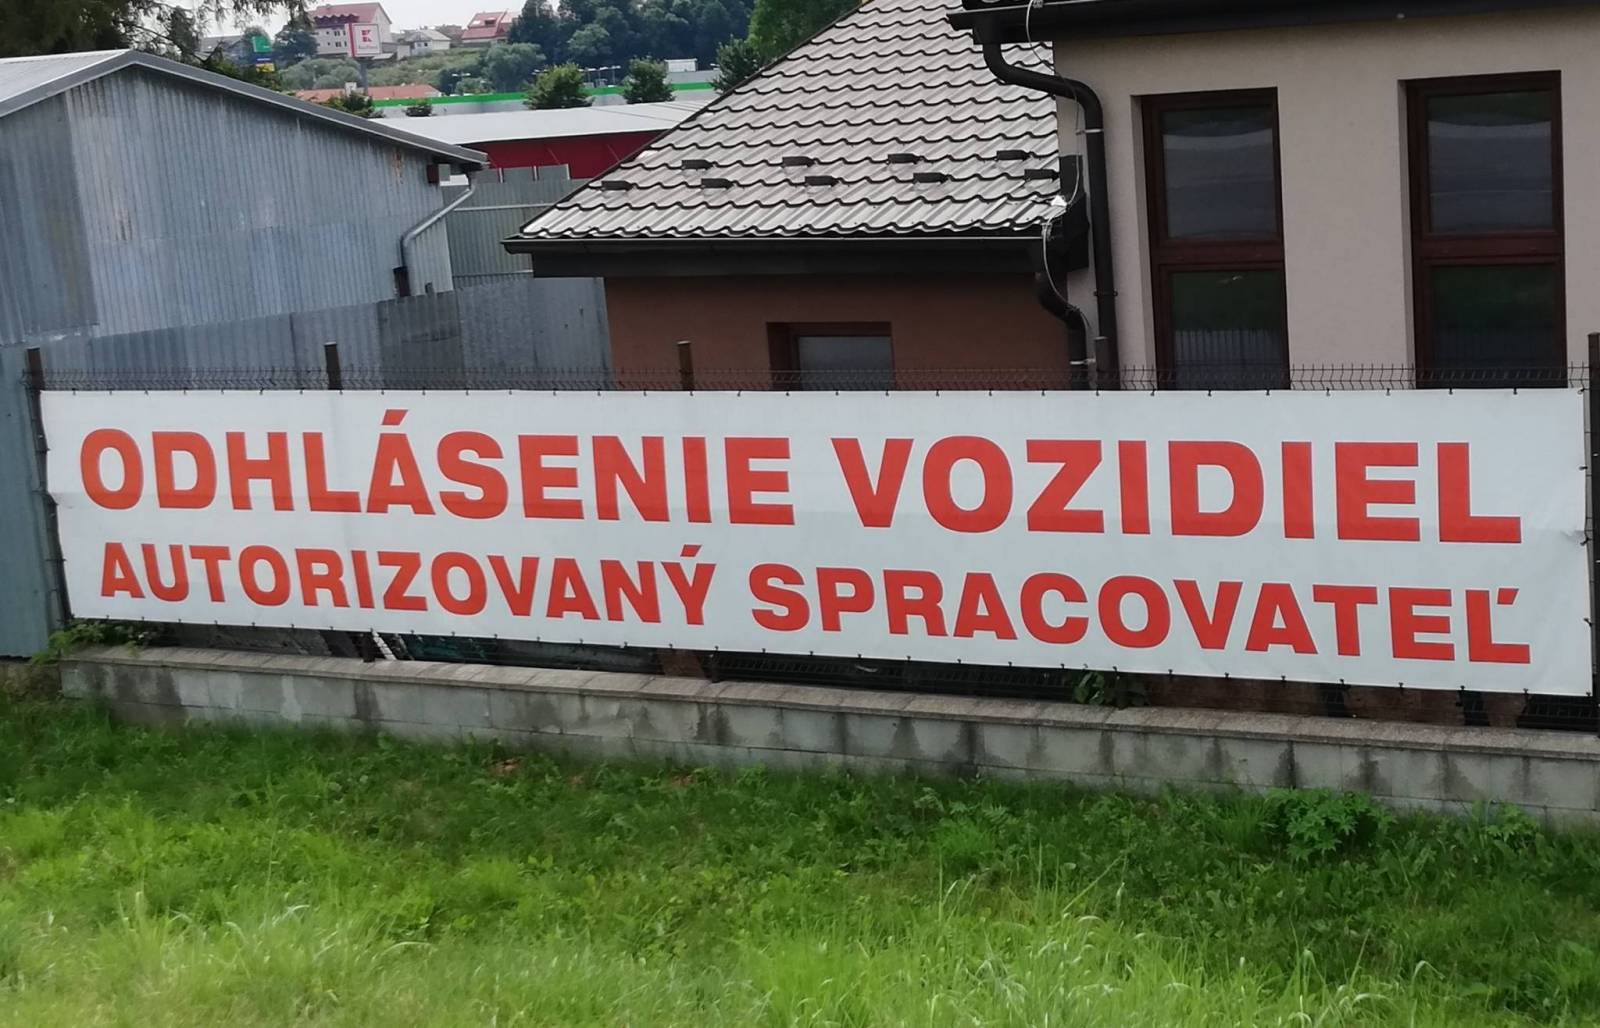 ODHLÁSENIE VOZIDIEL
AUTORIZOVANÝ SPRACOVATEĽ